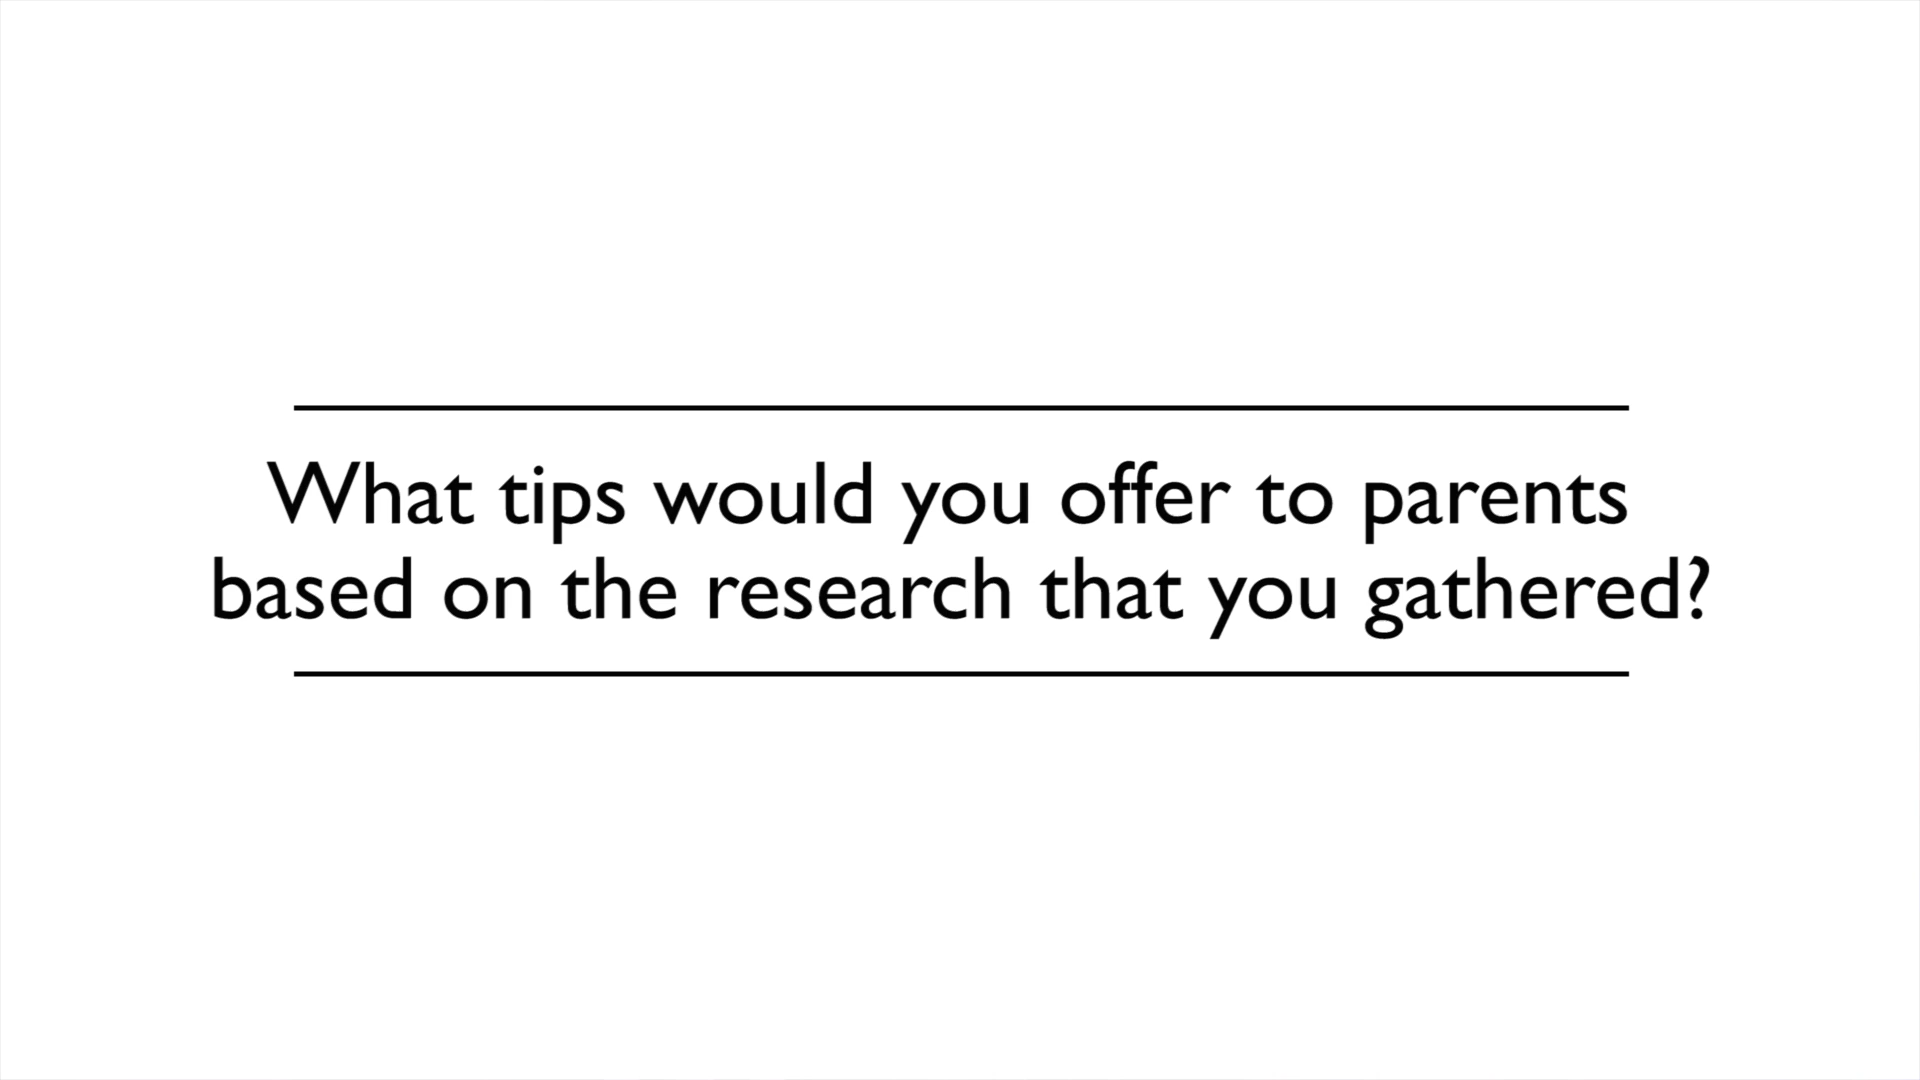 What tips would you offer to parents
based on the research that you gathered?